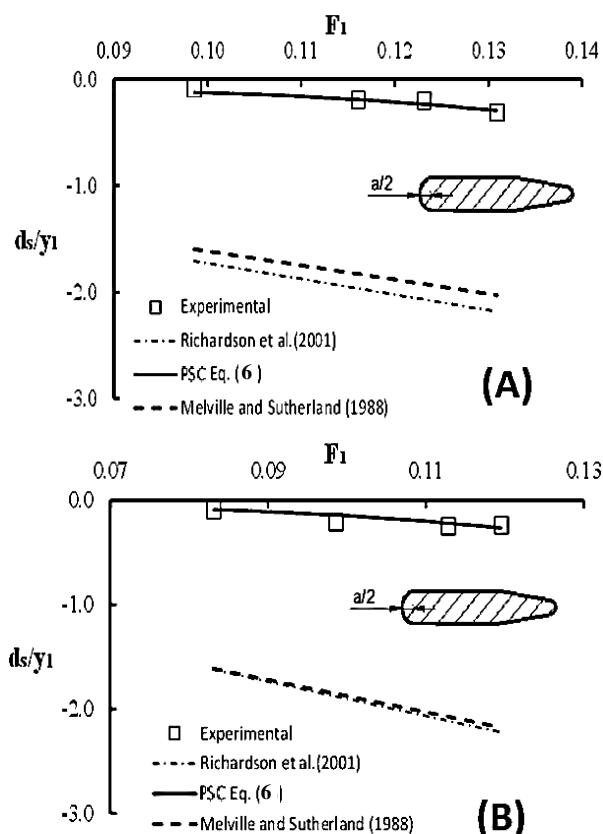 F1
0.09 0.10 0.11 0.12 0.13 0.14
0.0
-1.0
a/2
ds/y1
-2.0
Experimental
Richardson et al.(2001)
PSC Eq. (6 )
-3.0
Melville and Sutherland (1988)
(A)
F1
0.07 0.09 0.11 0.13
0.0
-1.0
a/2
ds/y1
-2.0
Experimental
Richardson et al.(2001)
PSC Eq. (6 )
-3.0
Melville and Sutherland (1988)
(B)